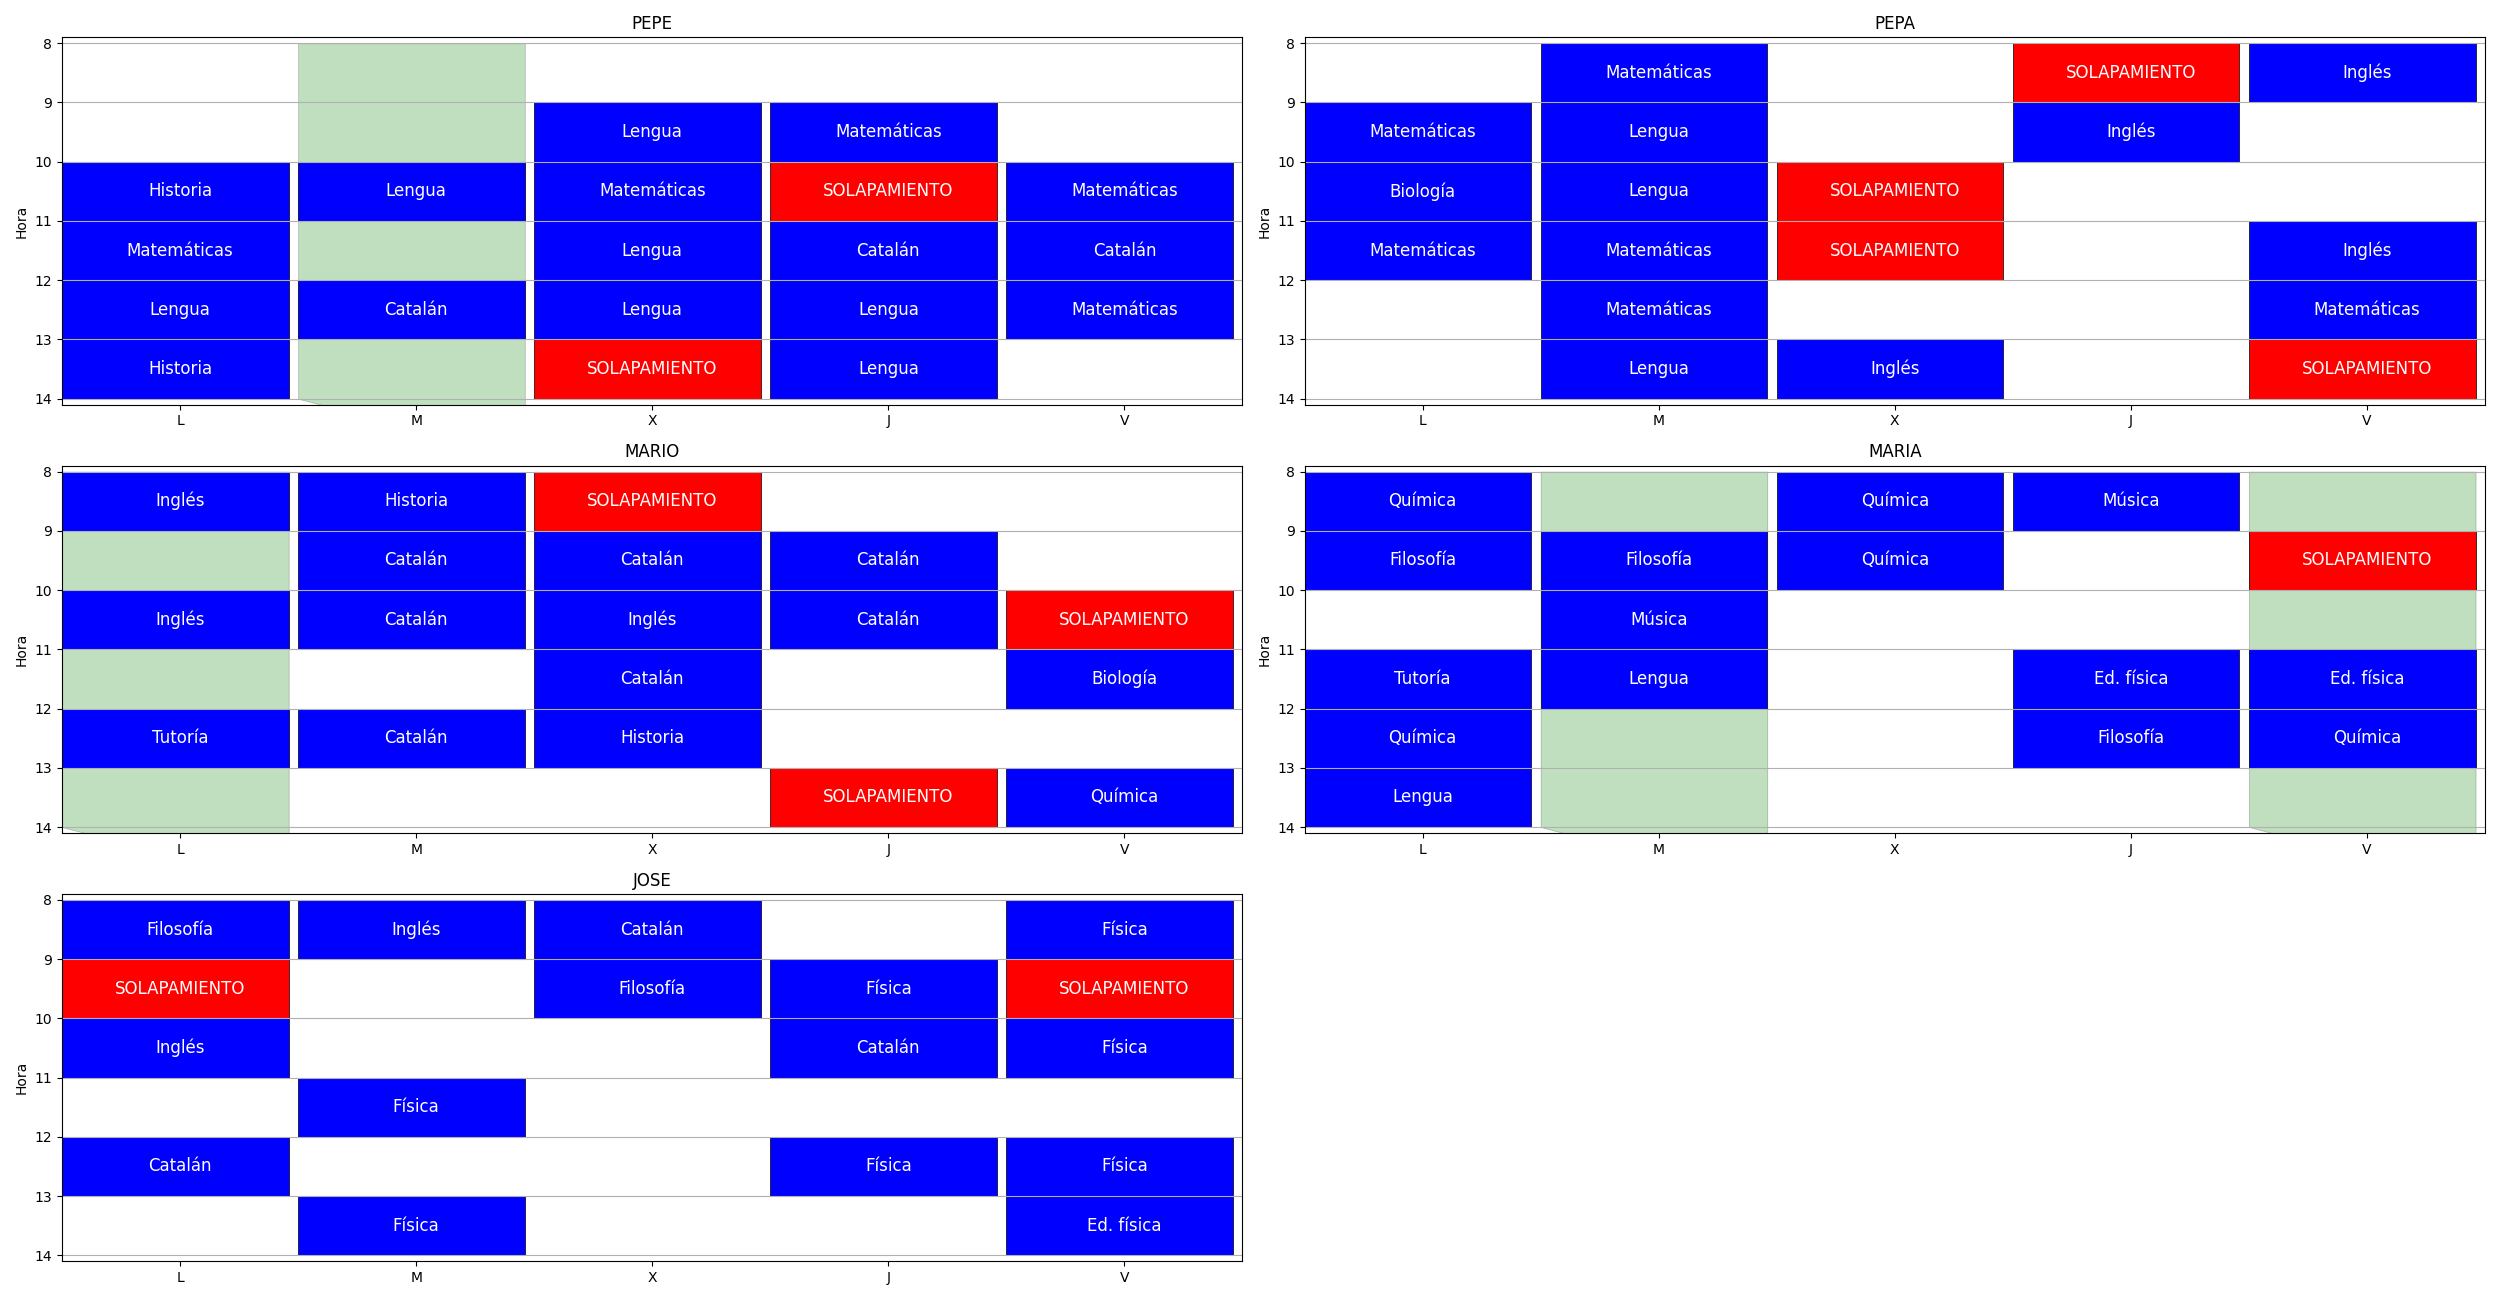 PEPE
8
9
Lengua Matemáticas
10
Historia Lengua Matemáticas SOLAPAMIENTO Matemáticas
11
Matemáticas Lengua Catalán Catalán
12
Lengua Catalán Lengua Lengua Matemáticas
13
Historia SOLAPAMIENTO Lengua
14
L M X J V
Hora
PEPA
8
Matemáticas SOLAPAMIENTO Inglés
9
Matemáticas Lengua Inglés
10
Biología Lengua SOLAPAMIENTO
11
Matemáticas Matemáticas SOLAPAMIENTO Inglés
12
Matemáticas Matemáticas
13
Lengua Inglés SOLAPAMIENTO
14
L M X J V
Hora
MARIO
8
Inglés Historia SOLAPAMIENTO
9
Catalán Catalán Catalán
10
Inglés Catalán Inglés Catalán SOLAPAMIENTO
11
Catalán Biología
12
Tutoría Catalán Historia
13
SOLAPAMIENTO Química
14
L M X J V
Hora
MARIA
8
Química Química Música
9
Filosofía Filosofía Química SOLAPAMIENTO
10
Música
11
Tutoría Lengua Ed. física Ed. física
12
Química Filosofía Química
13
Lengua
14
L M X J V
Hora
JOSE
8
Filosofía Inglés Catalán Física
9
SOLAPAMIENTO Filosofía Física SOLAPAMIENTO
10
Inglés Catalán Física
11
Física
12
Catalán Física Física
13
Física Ed. física
14
L M X J V
Hora